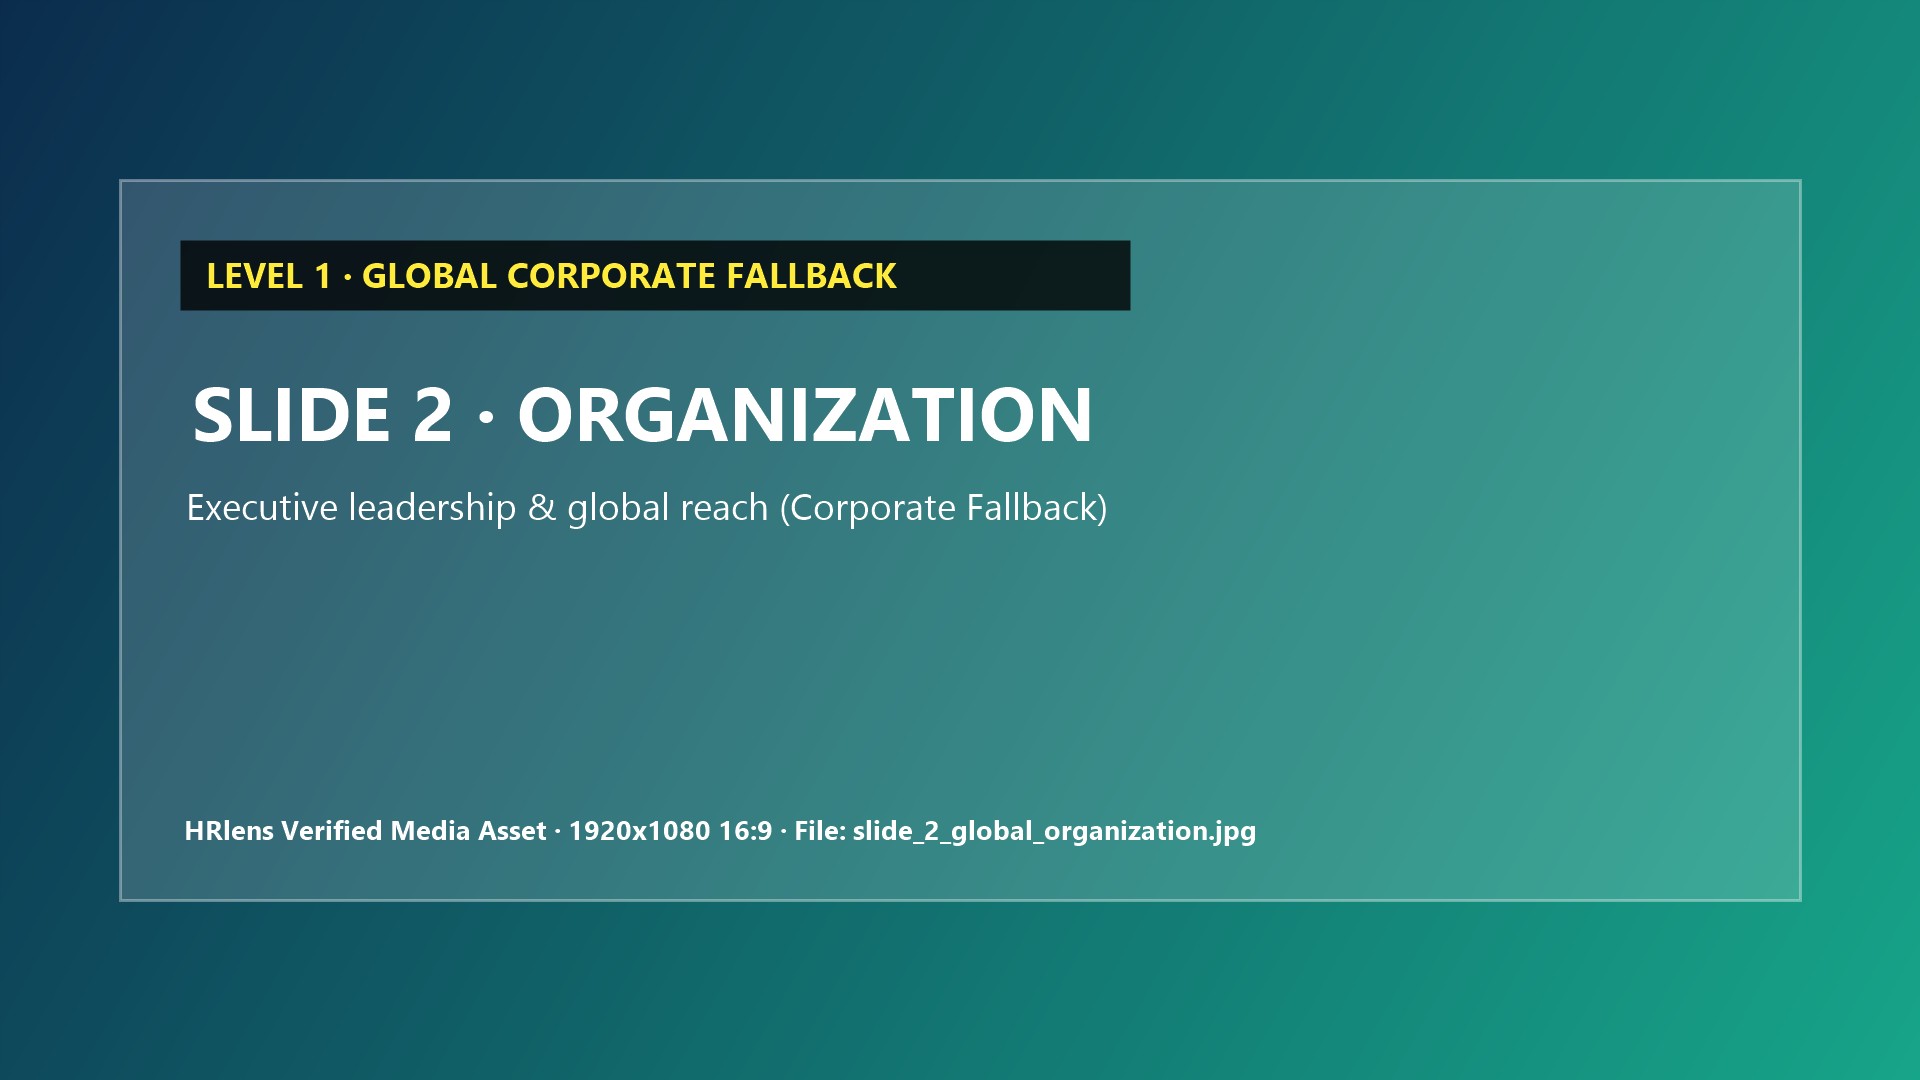 LEVEL 1 · GLOBAL CORPORATE FALLBACK
SLIDE 2 · ORGANIZATION
Executive leadership & global reach (Corporate Fallback)
HRlens Verified Media Asset · 1920x1080 16:9 · File: slide_2_global_organization.jpg